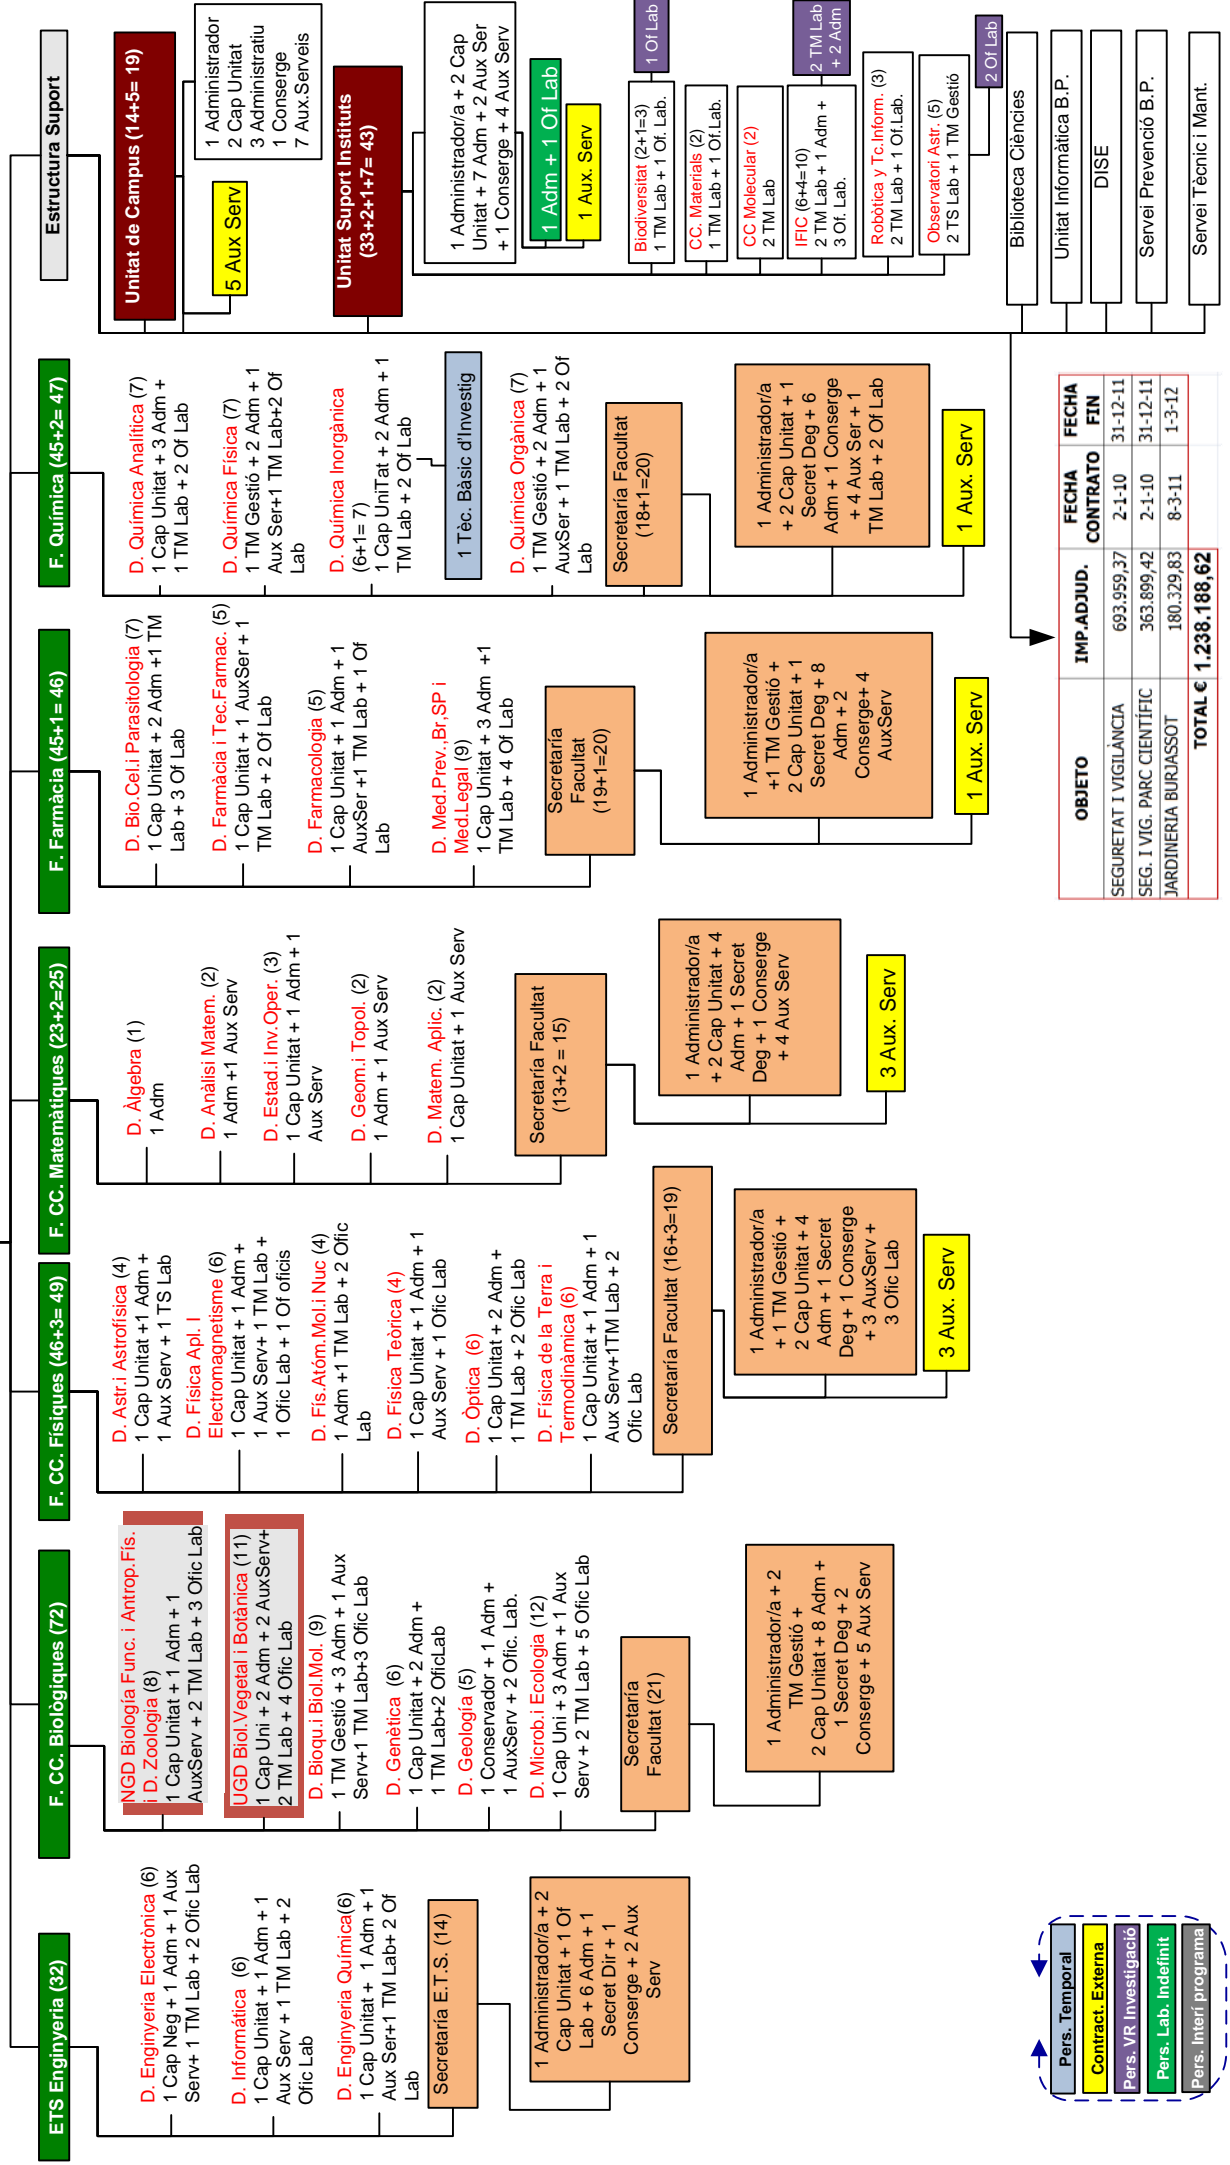 ETS Enginyeria (32)
D. Enginyeria Electrònica (6)
1 Cap Neg + 1 Adm + 1 Aux
Serv+ 1 TM Lab + 2 Ofic Lab
D. Informática  (6)
1 Cap Unitat + 1 Adm + 1
Aux Serv + 1 TM Lab + 2
Ofic Lab
D. Enginyeria Química(6)
1 Cap Unitat + 1 Adm + 1
Aux Ser+1 TM Lab+ 2 Of
Lab
Secretaría E.T.S. (14)
1 Administrador/a + 2
Cap Unitat + 1 Of
Lab + 6 Adm + 1
Secret Dir + 1
Conserge + 2 Aux
Serv
F. CC. Biològiques (72)
NGD Biología Func. i Antrop.Fís.
i D. Zoología (8)
1 Cap Unitat + 1 Adm + 1
AuxServ + 2 TM Lab + 3 Ofic Lab
UGD Biol.Vegetal i Botànica (11)
1 Cap Uni + 2 Adm + 2 AuxServ+
2 TM Lab + 4 Ofic Lab
D. Bioqu.i Biol.Mol. (9)
1 TM Gestió + 3 Adm + 1 Aux
Serv+1 TM Lab+3 Ofic Lab
D. Genètica  (6)
1 Cap Unitat + 2 Adm +
1 TM Lab+2 OficLab
D. Geología (5)
1 Conservador + 1 Adm +
1 AuxServ + 2 Ofic. Lab.
D. Microb.i Ecologia (12)
1 Cap Uni + 3 Adm + 1 Aux
Serv + 2 TM Lab + 5 Ofic Lab
Secretaría
Facultat (21)
1 Administrador/a + 2
TM Gestió +
2 Cap Unitat + 8 Adm +
1 Secret Deg + 2
Conserge + 5 Aux Serv
F. CC. Físiques (46+3= 49)
D. Astr.i Astrofísica (4)
1 Cap Unitat +1 Adm +
1 Aux Serv + 1 TS Lab
D. Física Apl. I
Electromagnetisme (6)
1 Cap Unitat + 1 Adm +
1 Aux Serv+ 1 TM Lab +
1 Ofic Lab + 1 Of oficis
D. Fís.Atóm.Mol.i Nuc (4)
1 Adm +1 TM Lab + 2 Ofic
Lab
D. Física Teòrica (4)
1 Cap Unitat + 1 Adm + 1
Aux Serv + 1 Ofic Lab
D. Òptica  (6)
1 Cap Unitat + 2 Adm +
1 TM Lab + 2 Ofic Lab
D. Física de la Terra i
Termodinàmica (6)
1 Cap Unitat + 1 Adm + 1
Aux Serv+1TM Lab + 2
Ofic Lab
Secretaría Facultat (16+3=19)
1 Administrador/a
+ 1 TM Gestió +
2 Cap Unitat + 4
Adm + 1 Secret
Deg + 1 Conserge
+ 3 AuxServ +
3 Ofic Lab
3 Aux. Serv
F. CC. Matemàtiques (23+2=25)
D. Àlgebra (1)
1 Adm
D. Anàlisi Matem. (2)
1 Adm +1 Aux Serv
D. Estad.i Inv.Oper. (3)
1 Cap Unitat + 1 Adm + 1
Aux Serv
D. Geom.i Topol. (2)
1 Adm + 1 Aux Serv
D. Matem. Aplic. (2)
1 Cap Unitat + 1 Aux Serv
Secretaría Facultat
(13+2 = 15)
1 Administrador/a
+ 2 Cap Unitat + 4
Adm + 1 Secret
Deg + 1 Conserge
+ 4 Aux Serv
3 Aux. Serv
F. Farmàcia (45+1= 46)
D. Bio.Cel.i Parasitologia (7)
1 Cap Unitat + 2 Adm +1 TM
Lab + 3 Of Lab
D. Farmàcia i Tec.Farmac. (5)
1 Cap Unitat + 1 AuxSer + 1
TM Lab + 2 Of Lab
D. Farmacologia (5)
1 Cap Unitat + 1 Adm + 1
AuxSer +1 TM Lab + 1 Of
Lab
D. Med.Prev.,Br,SP i
Med.Legal (9)
1 Cap Unitat + 3 Adm +1
TM Lab + 4 Of Lab
Secretaría
Facultat
(19+1=20)
1 Administrador/a
+1 TM Gestió +
2 Cap Unitat + 1
Secret Deg + 8
Adm + 2
Conserge+ 4
AuxServ
1 Aux. Serv
F. Química (45+2= 47)
D. Química Analítica (7)
1 Cap Unitat + 3 Adm +
1 TM Lab + 2 Of Lab
D. Química Física (7)
1 TM Gestió + 2 Adm + 1
Aux Ser+1 TM Lab+2 Of
Lab
D. Química Inorgànica
(6+1= 7)
1 Cap UniTat + 2 Adm + 1
TM Lab + 2 Of Lab
1 Tèc. Bàsic d'Investig
D. Química Orgànica (7)
1 TM Gestió + 2 Adm + 1
AuxSer + 1 TM Lab + 2 Of
Lab
Secretaría Facultat
(18+1=20)
1 Administrador/a
+ 2 Cap Unitat + 1
Secret Deg + 6
Adm + 1 Conserge
+ 4 Aux Ser + 1
TM Lab + 2 Of Lab
1 Aux. Serv
Estructura Suport
Unitat de Campus (14+5= 19)
1 Administrador
2 Cap Unitat
3 Administratiu
1 Conserge
7 Aux.Serveis
5 Aux Serv
Unitat Suport Instituts
(33+2+1+7= 43)
1 Administrador/a + 2 Cap
Unitat + 7 Adm + 2 Aux Ser
+ 1 Conserge + 4 Aux Serv
1 Adm + 1 Of Lab
1 Aux. Serv
Biodiversitat (2+1=3)
1 TM Lab + 1 Of. Lab.
1 Of Lab
CC. Materials (2)
1 TM Lab + 1 Of.Lab.
CC Molecular (2)
2 TM Lab
IFIC (6+4=10)
2 TM Lab + 1 Adm +
3 Of. Lab.
2 TM Lab
+ 2 Adm
Robòtica y Tc.Inform. (3)
2 TM Lab + 1 Of.Lab.
Observatori Astr. (5)
2 TS Lab + 1 TM Gestió
2 Of Lab
Biblioteca Ciències
Unitat Informàtica B.P.
DISE
Servei Prevenció B.P.
Servei Tècnic i Mant.
OBJETO IMP.ADJUD. FECHA CONTRATO FECHA FIN
SEGURETAT I VIGILÀNCIA 693.959,37 2-1-10 31-12-11
SEG. I VIG. PARC CIENTÍFIC 363.899,42 2-1-10 31-12-11
JARDINERIA BURJASSOT 180.329,83 8-3-11 1-3-12
TOTAL € 1.238.188,62
Pers. Temporal
Contract. Externa
Pers. VR Investigació
Pers. Lab. Indefinit
Pers. Interí programa